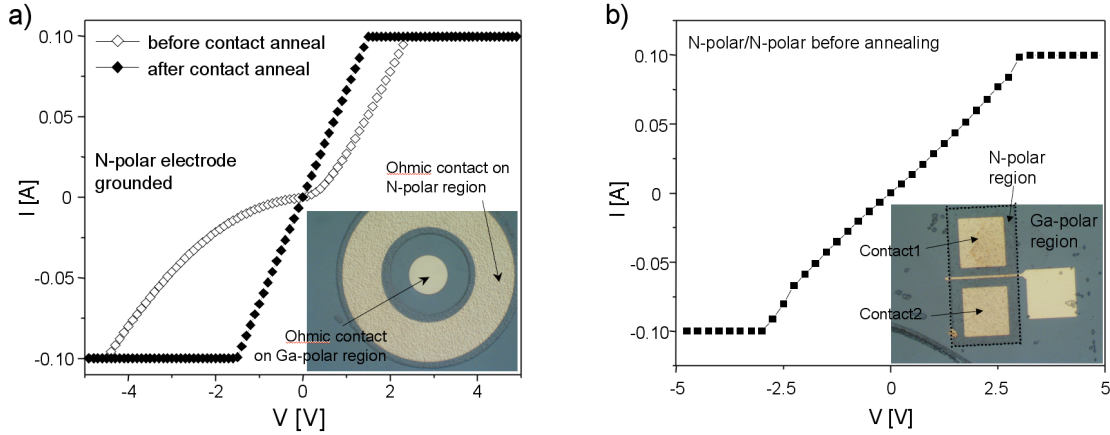 a)
before contact anneal
after contact anneal
N-polar electrode
grounded
Ohmic contact on
N-polar region
Ohmic contact
on Ga-polar region
0.10
0.05
0
-0.05
-0.10
I [A]
-4
-2
0
2
4
V [V]
b)
N-polar/N-polar before annealing
N-polar
region
Ga-polar
region
Contact1
Contact2
0.10
0.05
0
-0.05
-0.10
I [A]
-5
-2.5
0
2.5
5
V [V]